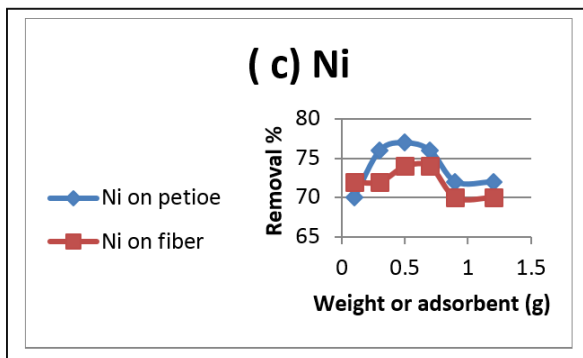 ( c) Ni
Ni on petioe
Ni on fiber
Removal %
80
75
70
65
0 0.5 1 1.5
Weight or adsorbent (g)